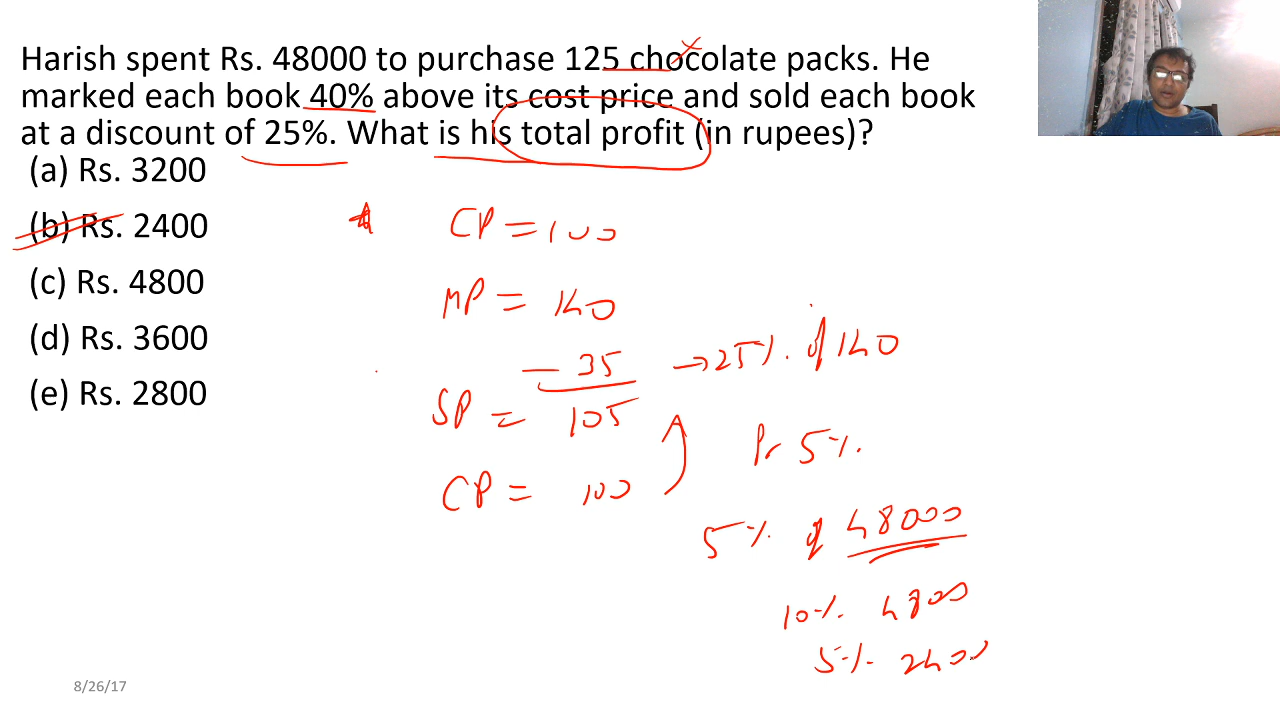 Harish spent Rs. 48000 to purchase 125 chocolate packs. He
marked each book 40% above its cost price and sold each book
at a discount of 25%. What is his total profit (in rupees)?
(a) Rs. 3200
(b) Rs. 2400
(c) Rs. 4800
(d) Rs. 3600
(e) Rs. 2800
CP = 100
MP = 140
- 35 → 25% of 140
SP = 105
Pr 5%
CP = 100
5% of 48000
10% 4800
5% 2400
8/26/17